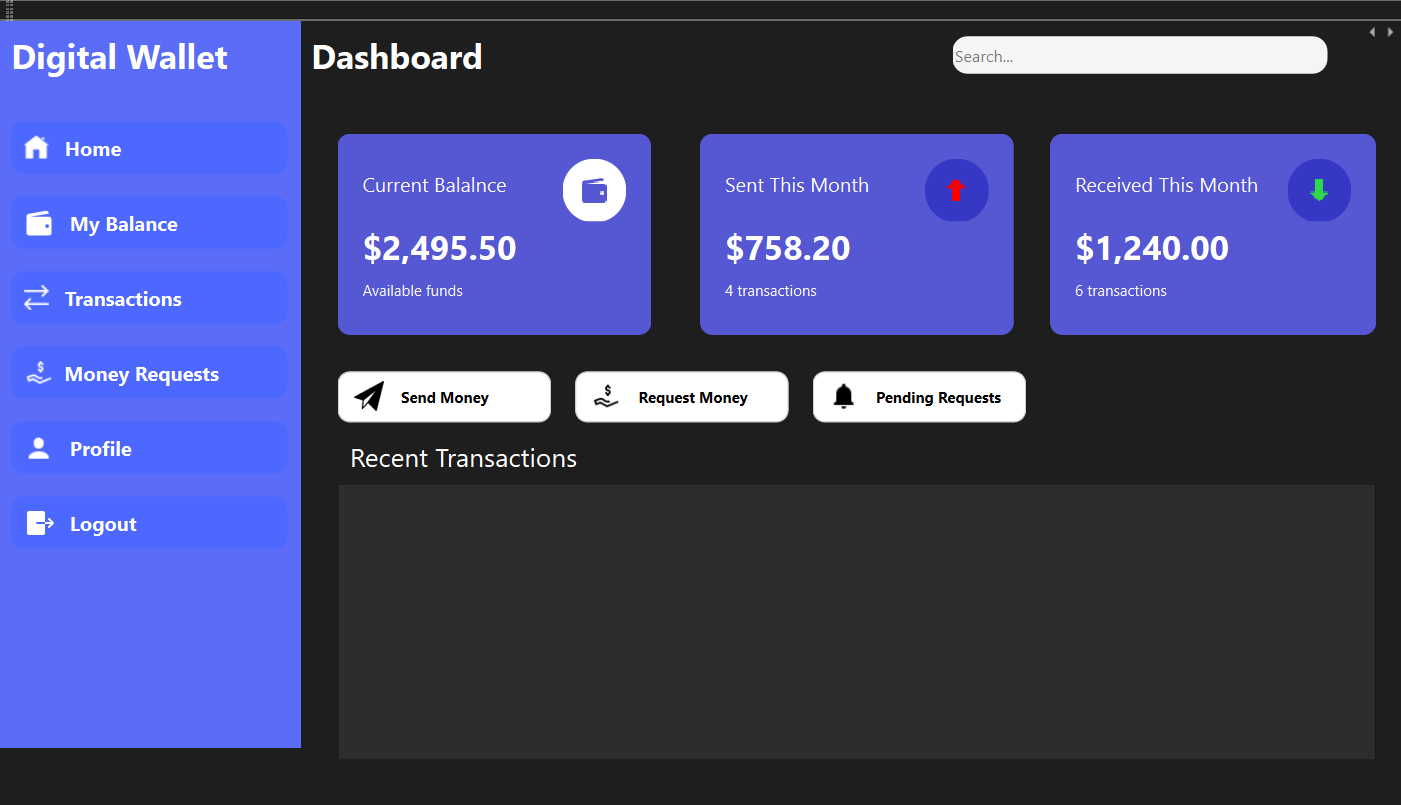 Digital Wallet
Dashboard
Search...
Home
My Balance
Transactions
Money Requests
Profile
Logout
Current Balalnce
$2,495.50
Available funds
Sent This Month
$758.20
4 transactions
Received This Month
$1,240.00
6 transactions
Send Money
Request Money
Pending Requests
Recent Transactions